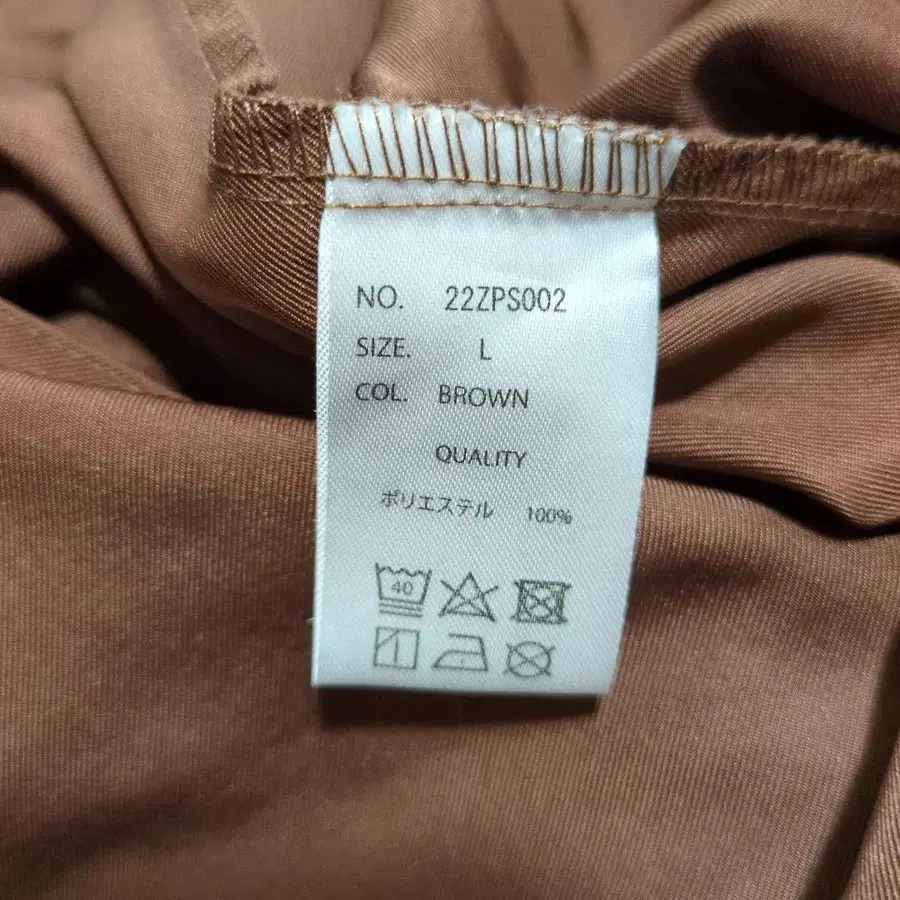 NO. 22ZPS002
SIZE. L
COL. BROWN
QUALITY
ポリエステル 100%
40